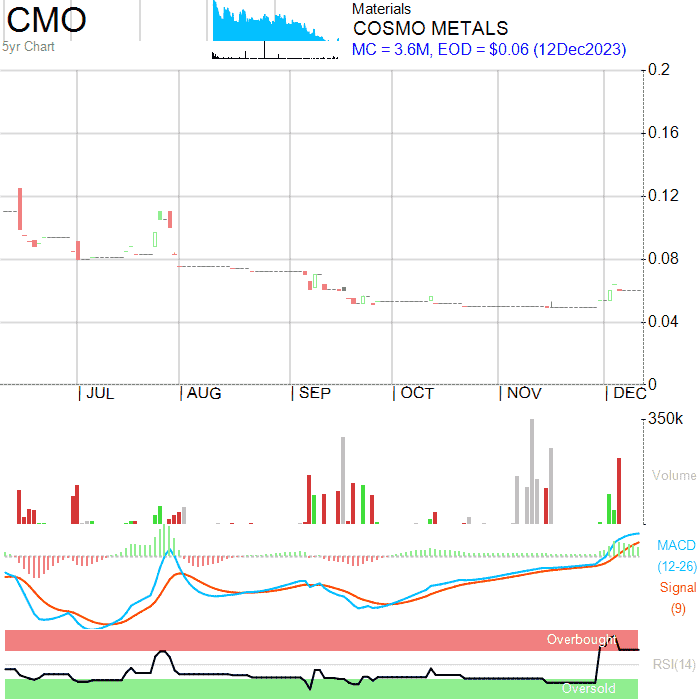 CMO
5yr Chart
Materials
COSMO METALS
MC = 3.6M, EOD = $0.06 (12Dec2023)
0.2
0.16
0.12
0.08
0.04
0
JUL AUG SEP OCT NOV DEC
350k
Volume
MACD
(12-26)
Signal
(9)
Overbought
RSI(14)
Oversold